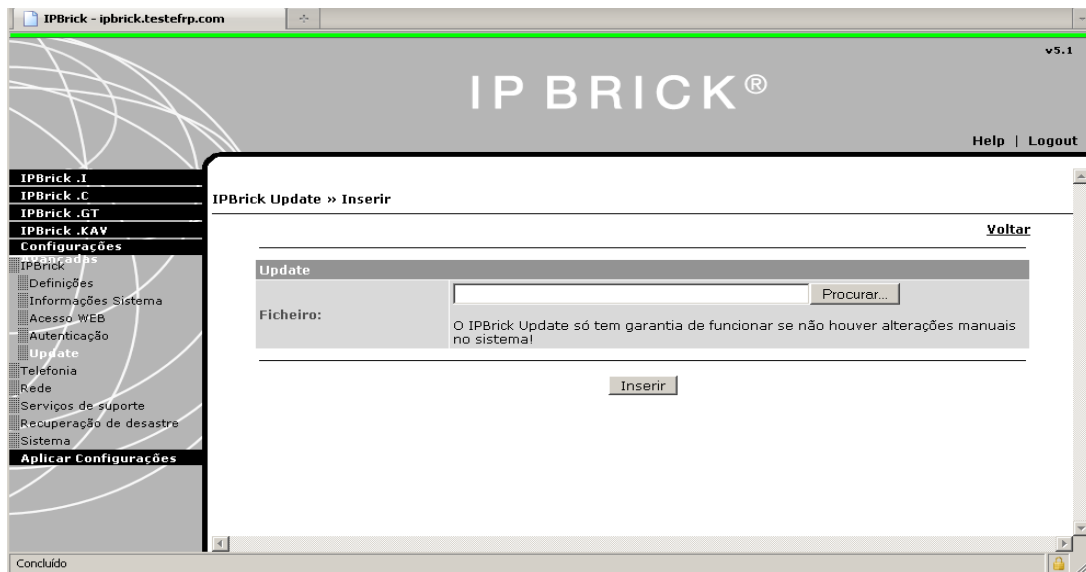 IPBrick - ipbrick.testefrp.com
v5.1
IPBRICK®
Help | Logout
IPBrick .I
IPBrick .C
IPBrick .GT
IPBrick .KAV
Configurações
Avançadas
IPBrick
Definições
Informações Sistema
Acesso WEB
Autenticação
Update
Telefonia
Rede
Serviços de suporte
Recuperação de desastre
Sistema
Aplicar Configurações
IPBrick Update » Inserir
Voltar
Update
Ficheiro:
Procurar...
O IPBrick Update só tem garantia de funcionar se não houver alterações manuais
no sistema!
Inserir
Concluído